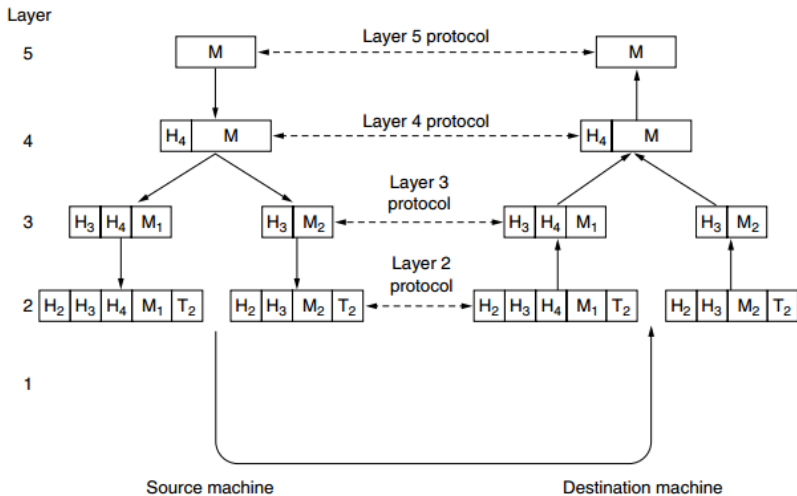 Layer
5 M Layer 5 protocol M
4 H4 M Layer 4 protocol H4 M
3 H3 H4 M1 H3 M2 Layer 3 protocol H3 H4 M1 H3 M2
2 H2 H3 H4 M1 T2 H2 H3 M2 T2 Layer 2 protocol H2 H3 H4 M1 T2 H2 H3 M2 T2
1
Source machine Destination machine